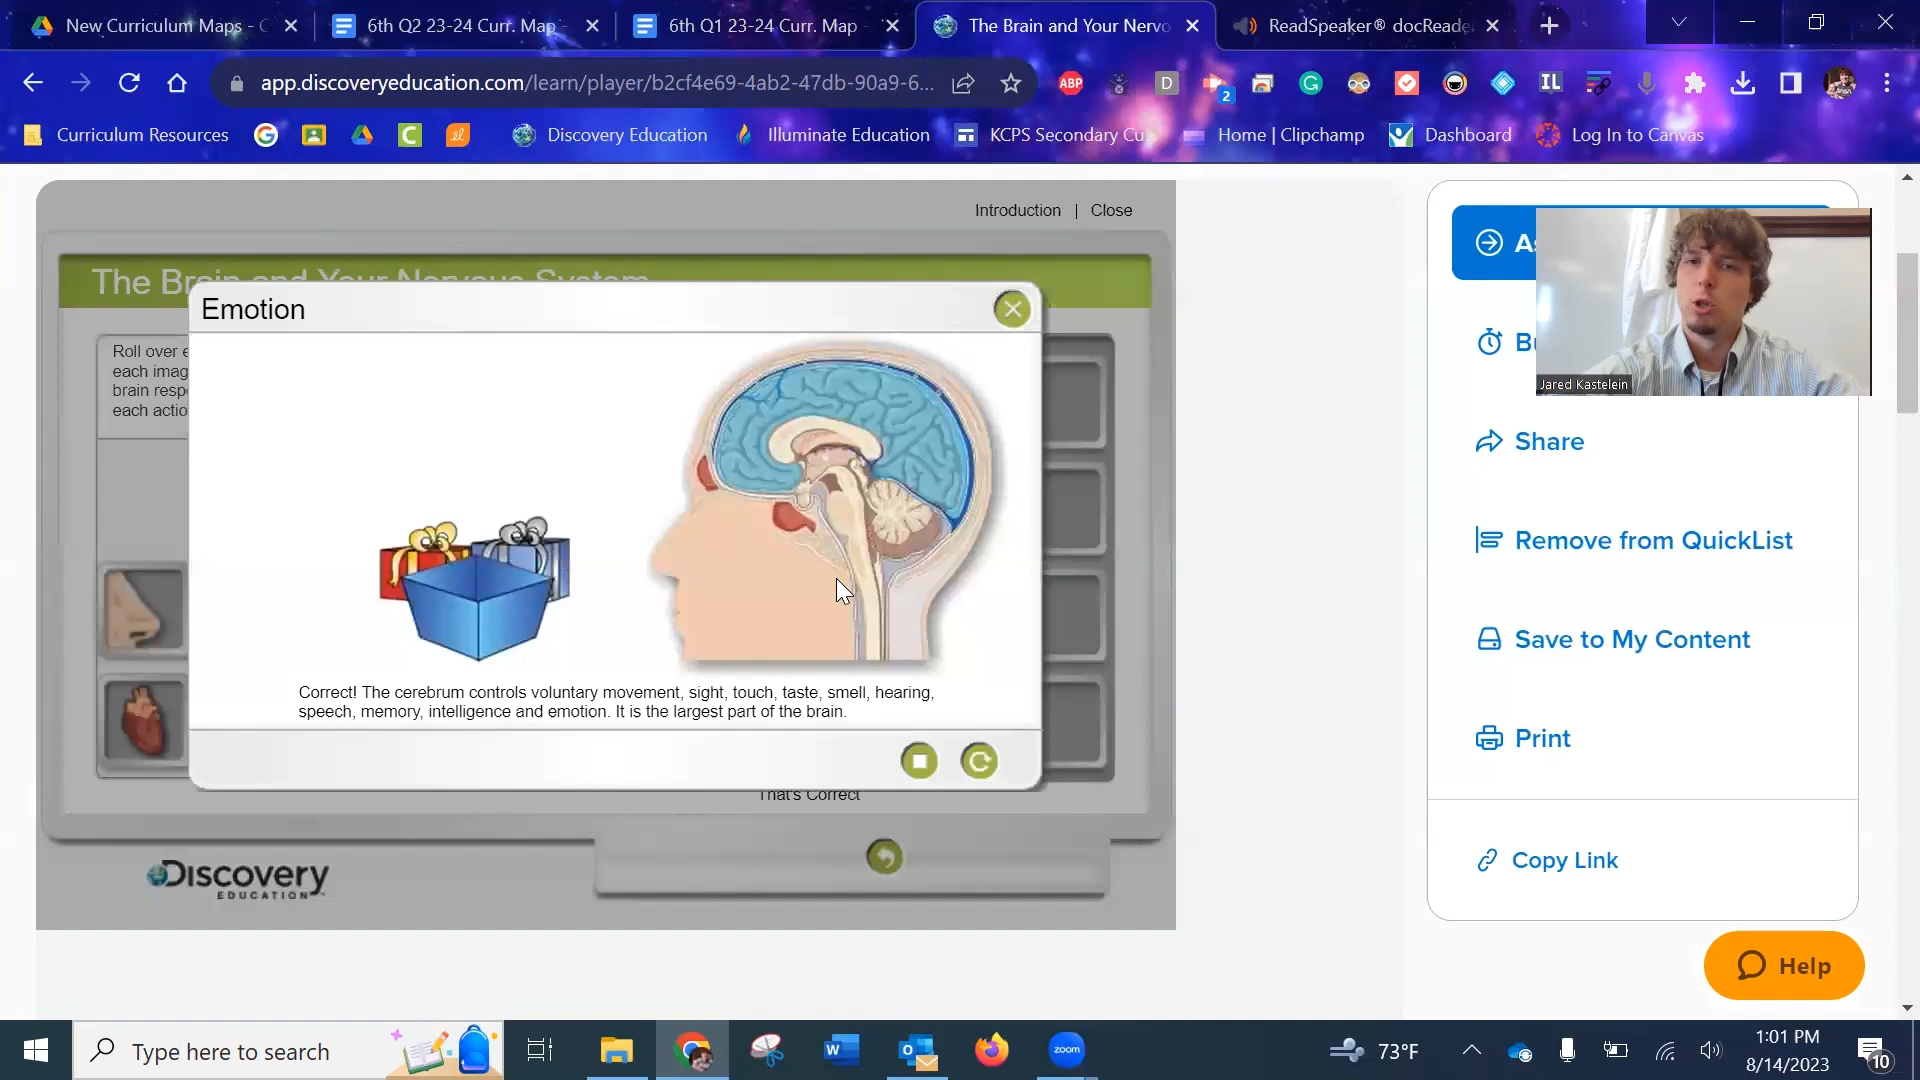 New Curriculum Maps - C
6th Q2 23-24 Curr. Map -
6th Q1 23-24 Curr. Map -
The Brain and Your Nervo
ReadSpeaker® docReade
app.discoveryeducation.com/learn/player/b2cf4e69-4ab2-47db-90a9-6...
ABP
D
2
G
IL
Curriculum Resources
Discovery Education
Illuminate Education
KCPS Secondary Cu
Home | Clipchamp
Dashboard
Log In to Canvas
Introduction | Close
The Brain and Your Nervous System
Emotion
Roll over e
each imag
brain resp
each actio
Correct! The cerebrum controls voluntary movement, sight, touch, taste, smell, hearing,
speech, memory, intelligence and emotion. It is the largest part of the brain.
That's Correct
Discovery
EDUCATION
As
Jared Kastelein
Share
Remove from QuickList
Save to My Content
Print
Copy Link
Help
Type here to search
W
zoom
73°F
1:01 PM
8/14/2023
10